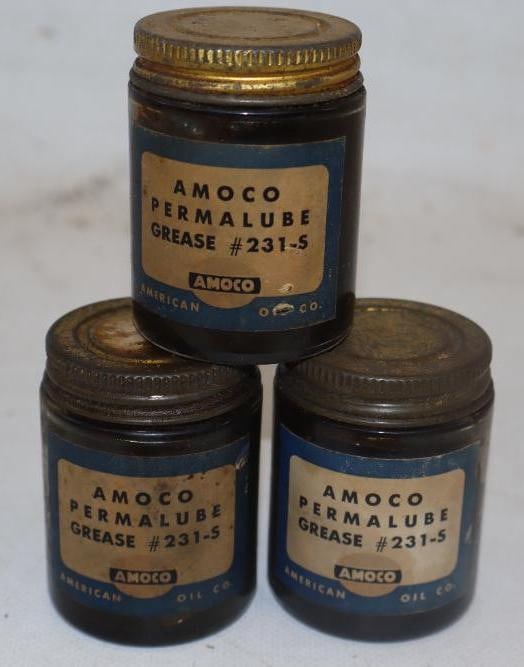 AMOCO
PERMALUBE
GREASE #231-S
AMOCO
AMERICAN OIL CO.
AMOCO
PERMALUBE
GREASE #231-S
AMOCO
AMERICAN OIL CO.
AMOCO
PERMALUBE
GREASE #231-S
AMOCO
AMERICAN OIL CO.